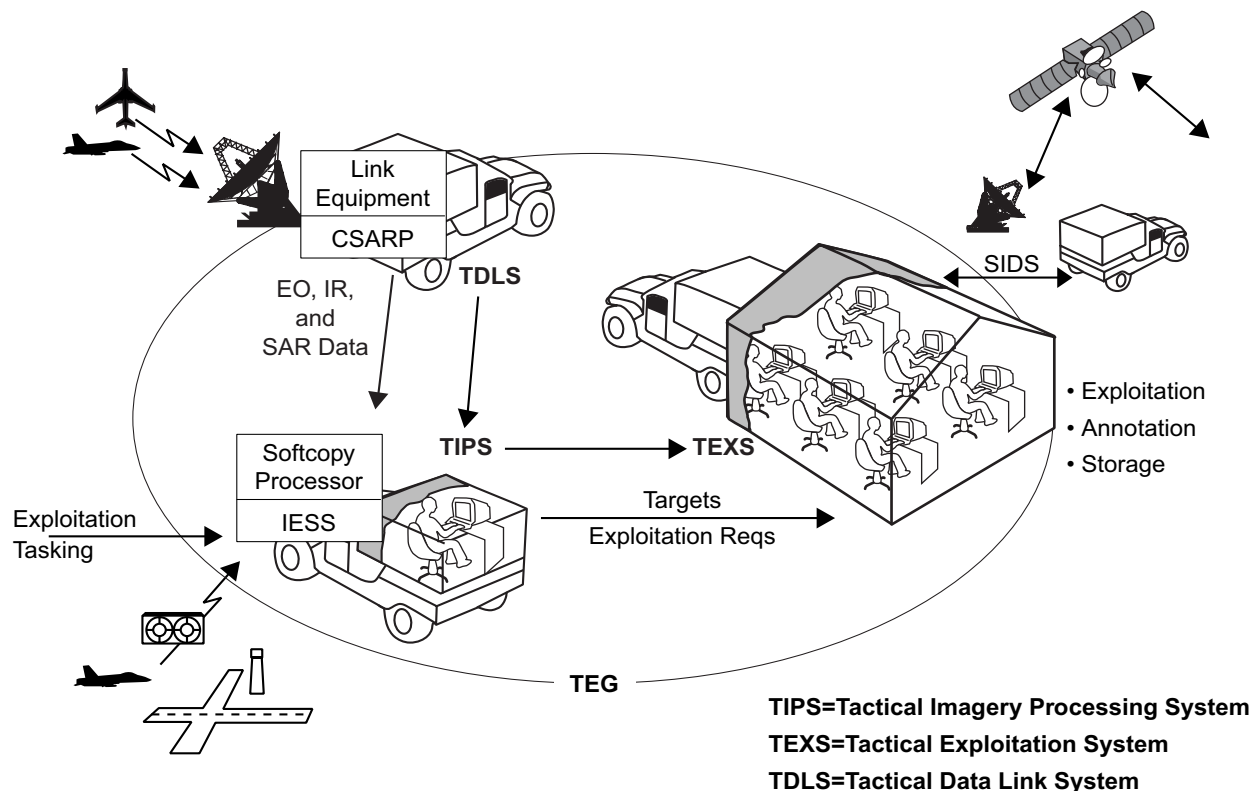 Link
Equipment
CSARP
TDLS
EO, IR,
and
SAR Data
SIDS
• Exploitation
• Annotation
• Storage
TIPS
TEXS
Softcopy
Processor
IESS
Targets
Exploitation Reqs
Exploitation
Tasking
TEG
TIPS=Tactical Imagery Processing System
TEXS=Tactical Exploitation System
TDLS=Tactical Data Link System